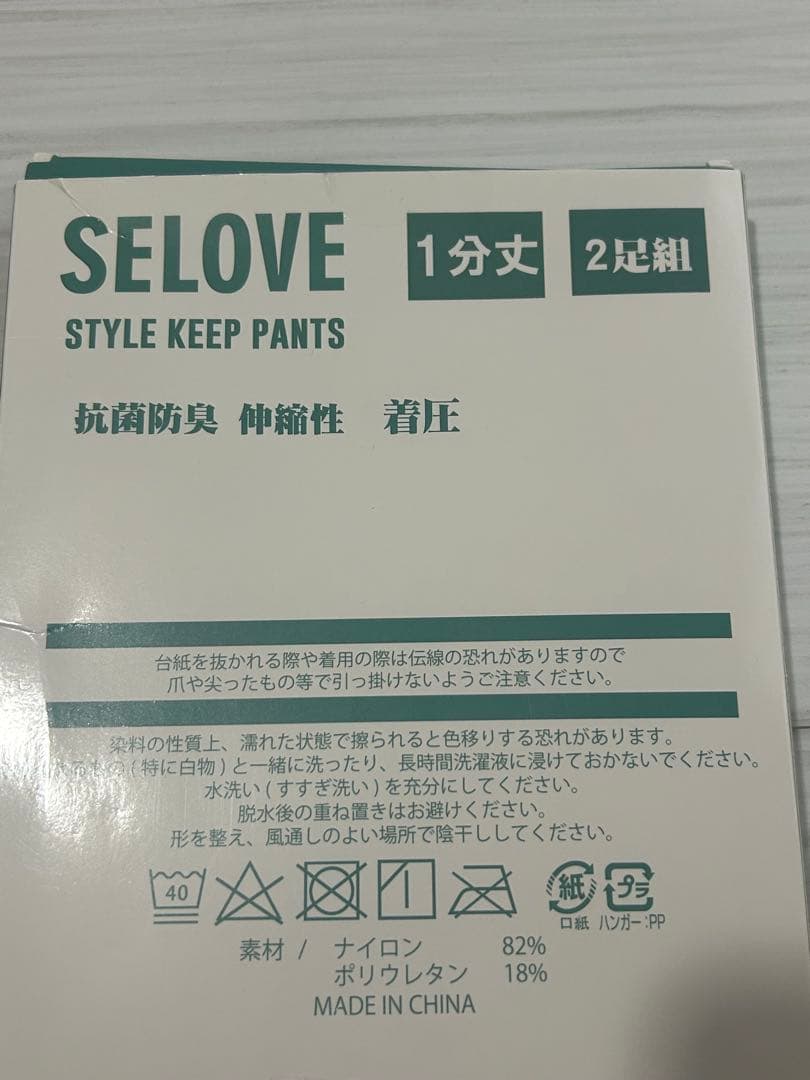 SELOVE
1分丈
2足組
STYLE KEEP PANTS
抗菌防臭 伸縮性 着圧
台紙を抜かれる際や着用の際は伝線の恐れがありますので
爪や尖ったもの等で引っ掛けないようご注意ください。
染料の性質上、濡れた状態で擦られると色移りする恐れがあります。
るもの(特に白物)と一緒に洗ったり、長時間洗濯液に浸けておかないでください。
水洗い(すすぎ洗い)を充分にしてください。
脱水後の重ね置きはお避けください。
形を整え、風通しのよい場所で陰干ししてください。
40
紙
プラ
口紙 ハンガー:PP
素材 / ナイロン 82%
ポリウレタン 18%
MADE IN CHINA